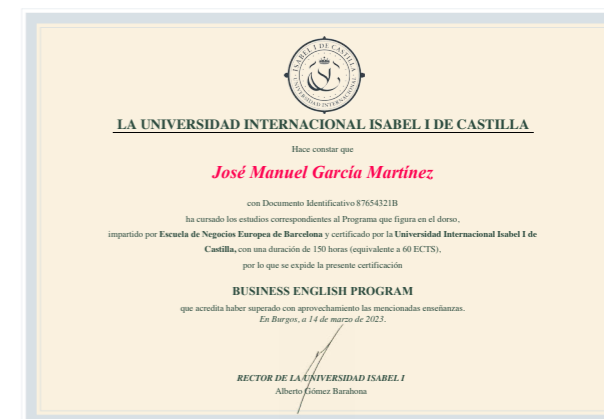 ISABEL I DE CASTILLA
UNIVERSIDAD INTERNACIONAL
LA UNIVERSIDAD INTERNACIONAL ISABEL I DE CASTILLA
Hace constar que
José Manuel García Martínez
con Documento Identificativo 87654321B
ha cursado los estudios correspondientes al Programa que figura en el dorso,
impartido por Escuela de Negocios Europea de Barcelona y certificado por la Universidad Internacional Isabel I de
Castilla, con una duración de 150 horas (equivalente a 60 ECTS),
por lo que se expide la presente certificación
BUSINESS ENGLISH PROGRAM
que acredita haber superado con aprovechamiento las mencionadas enseñanzas.
En Burgos, a 14 de marzo de 2023.
RECTOR DE LA UNIVERSIDAD ISABEL I
Alberto Gómez Barahona